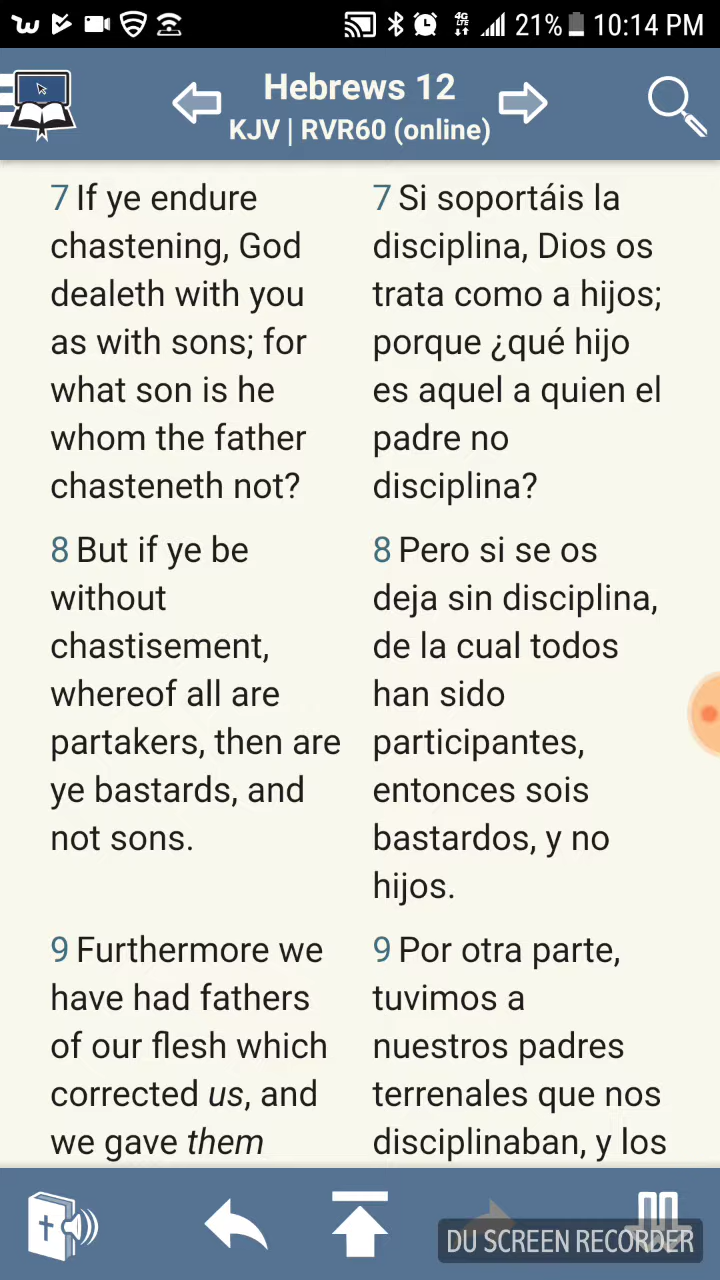 21% 10:14 PM
Hebrews 12
KJV | RVR60 (online)
7 If ye endure
chastening, God
dealeth with you
as with sons; for
what son is he
whom the father
chasteneth not?
8 But if ye be
without
chastisement,
whereof all are
partakers, then are
ye bastards, and
not sons.
9 Furthermore we
have had fathers
of our flesh which
corrected us, and
we gave them
7 Si soportáis la
disciplina, Dios os
trata como a hijos;
porque ¿qué hijo
es aquel a quien el
padre no
disciplina?
8 Pero si se os
deja sin disciplina,
de la cual todos
han sido
participantes,
entonces sois
bastardos, y no
hijos.
9 Por otra parte,
tuvimos a
nuestros padres
terrenales que nos
disciplinaban, y los
DU SCREEN RECORDER